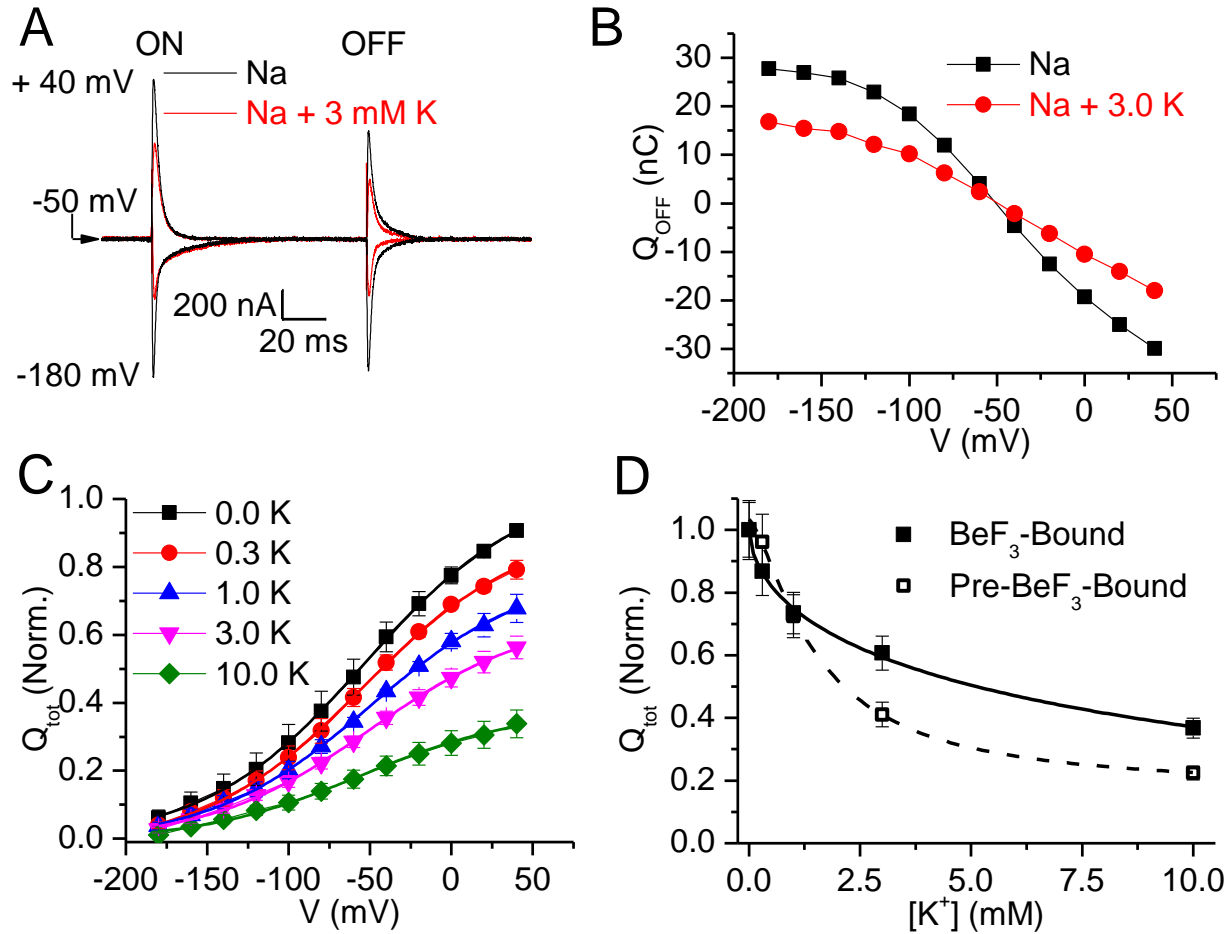 A
ON
OFF
Na
Na + 3 mM K
+ 40 mV
-50 mV
-180 mV
200 nA
20 ms
B
Na
Na + 3.0 K
Q_OFF (nC)
30
20
10
0
-10
-20
-30
-200
-150
-100
-50
0
50
V (mV)
C
0.0 K
0.3 K
1.0 K
3.0 K
10.0 K
Q_tot (Norm.)
1.0
0.8
0.6
0.4
0.2
0.0
-200
-150
-100
-50
0
50
V (mV)
D
BeF₃-Bound
Pre-BeF₃-Bound
Q_tot (Norm.)
1.0
0.8
0.6
0.4
0.2
0.0
0.0
2.5
5.0
7.5
10.0
[K⁺] (mM)